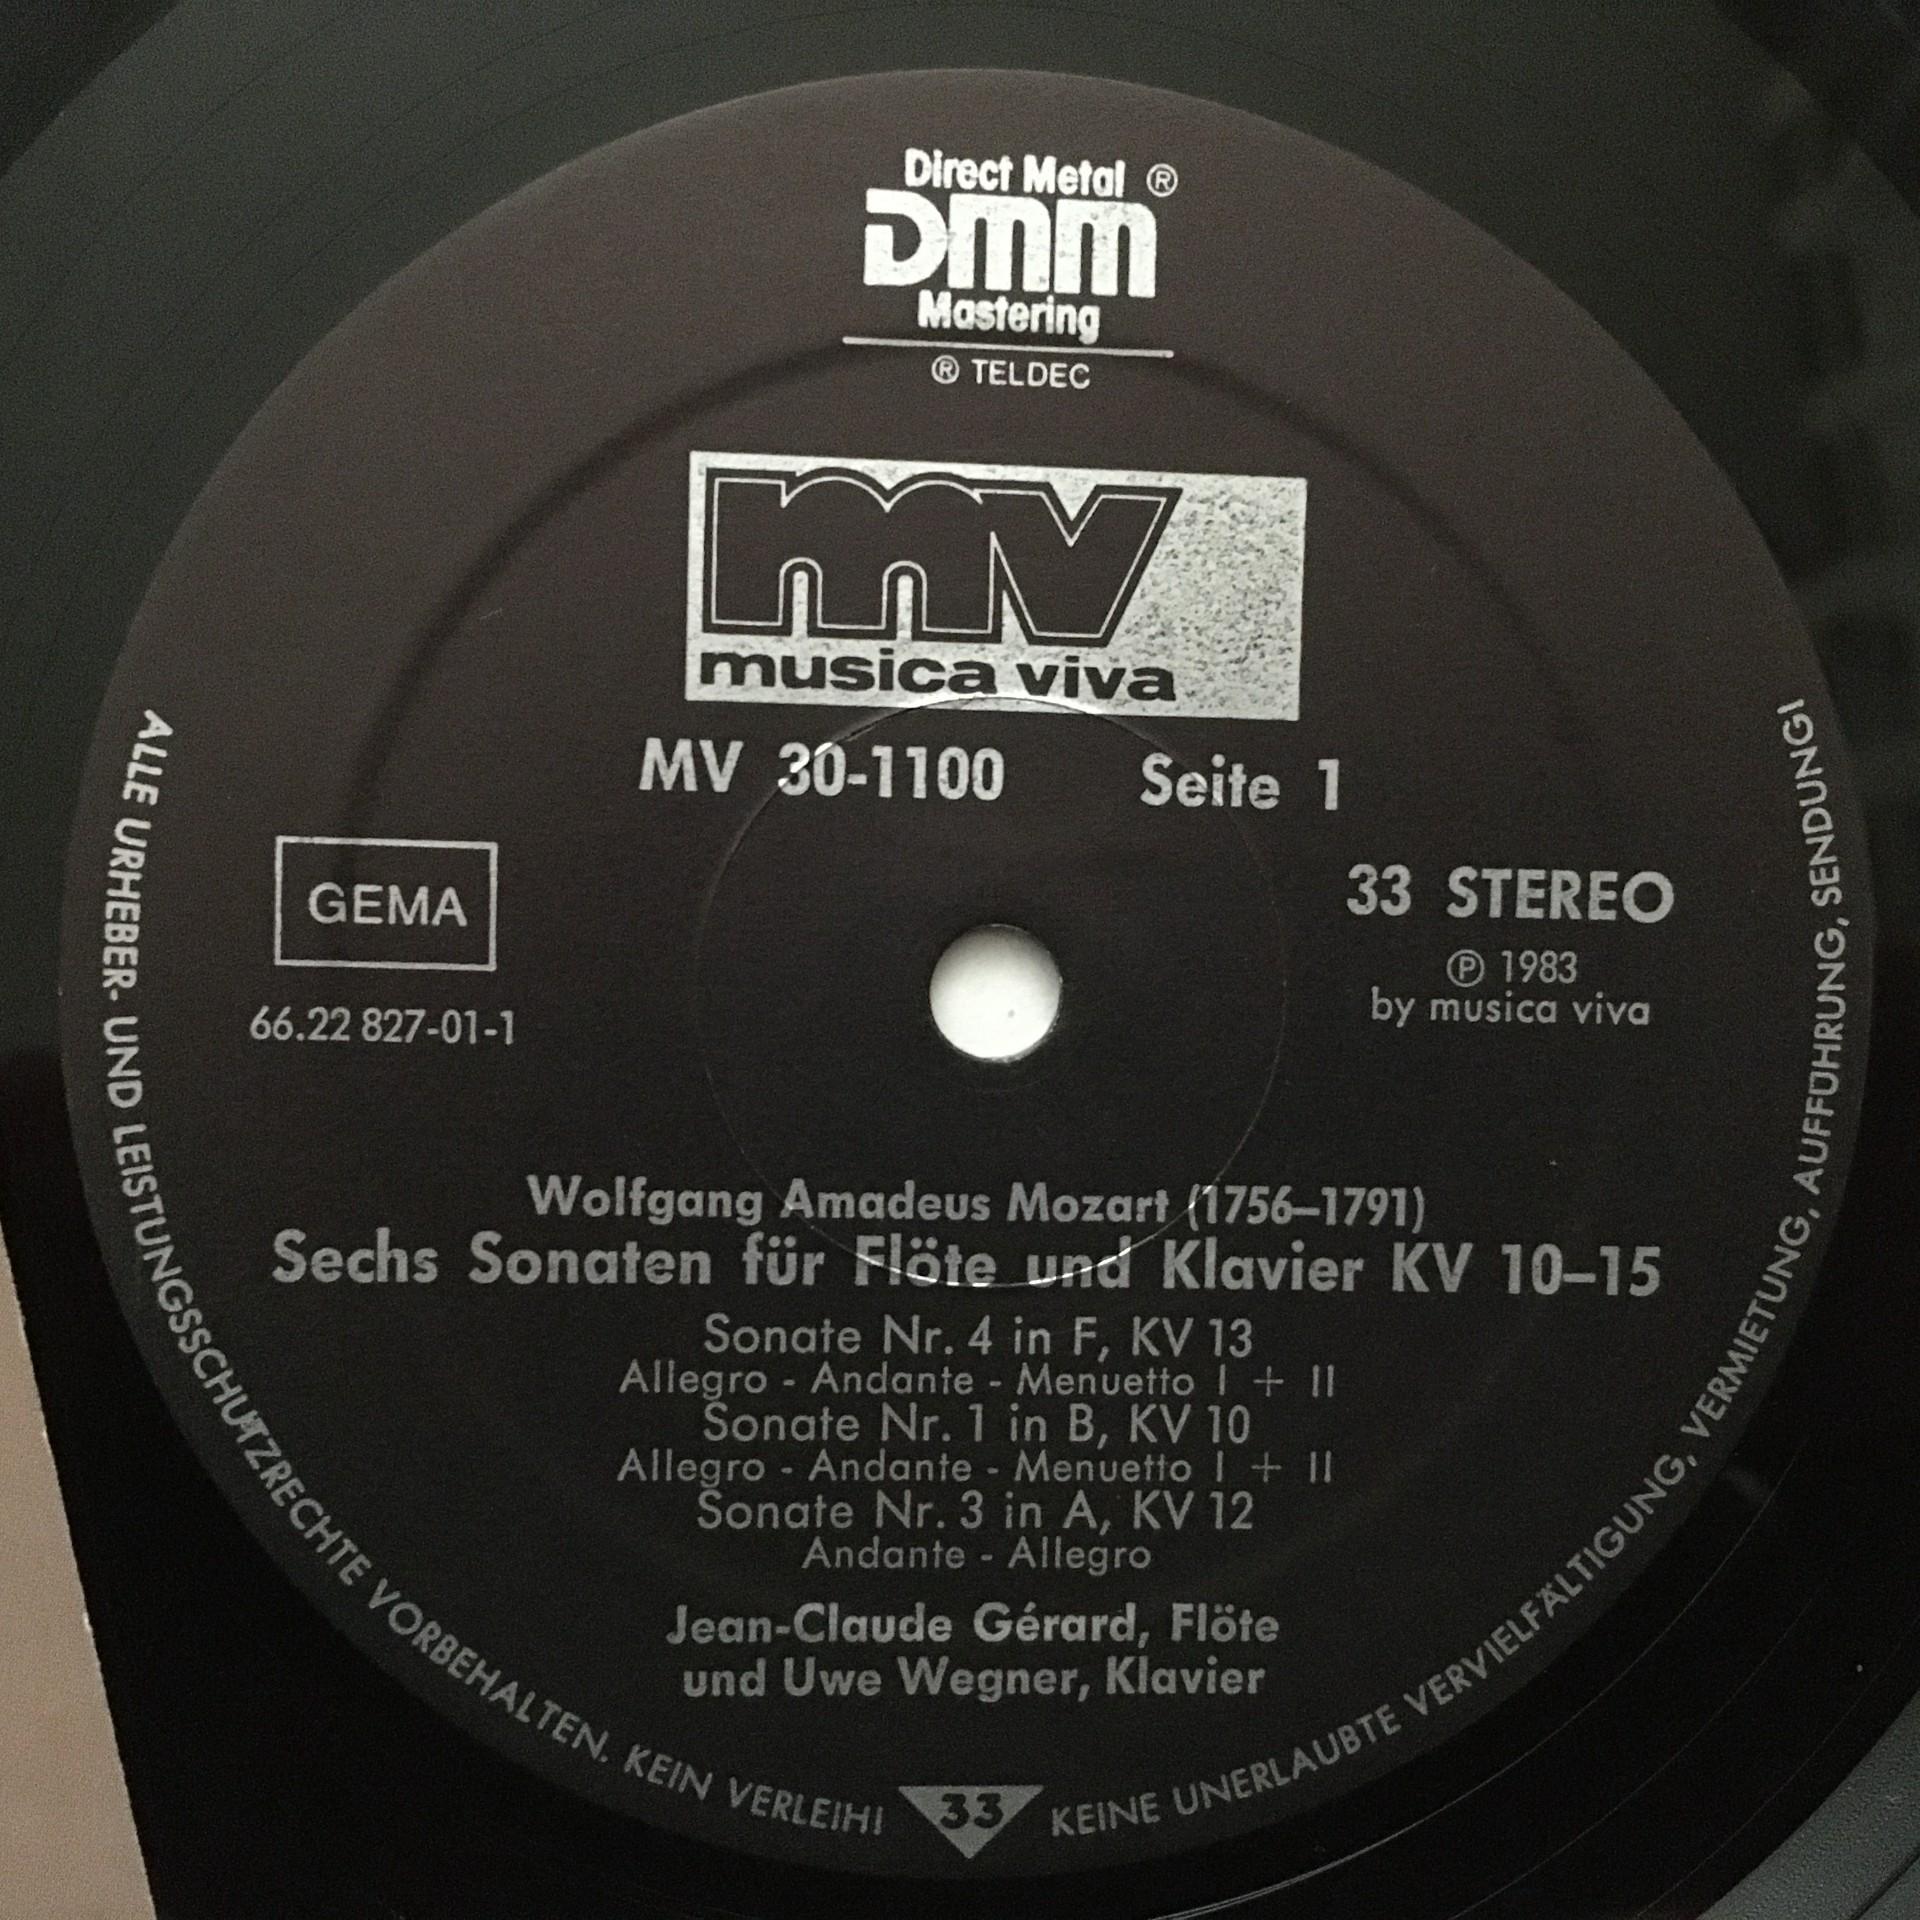 Direct Metal ®
DMM
Mastering
® TELDEC
mv
musica viva
MV 30-1100 Seite 1
GEMA
66.22 827-01-1
33 STEREO
℗ 1983
by musica viva
Wolfgang Amadeus Mozart (1756–1791)
Sechs Sonaten für Flöte und Klavier KV 10–15
Sonate Nr. 4 in F, KV 13
Allegro - Andante - Menuetto I + II
Sonate Nr. 1 in B, KV 10
Allegro - Andante - Menuetto I + II
Sonate Nr. 3 in A, KV 12
Andante - Allegro
Jean-Claude Gérard, Flöte
und Uwe Wegner, Klavier
ALLE URHEBER- UND LEISTUNGSSCHUTZRECHTE VORBEHALTEN. KEIN VERLEIH!
33
KEINE UNERLAUBTE VERVIELFÄLTIGUNG, VERMIETUNG, AUFFÜHRUNG, SENDUNG!